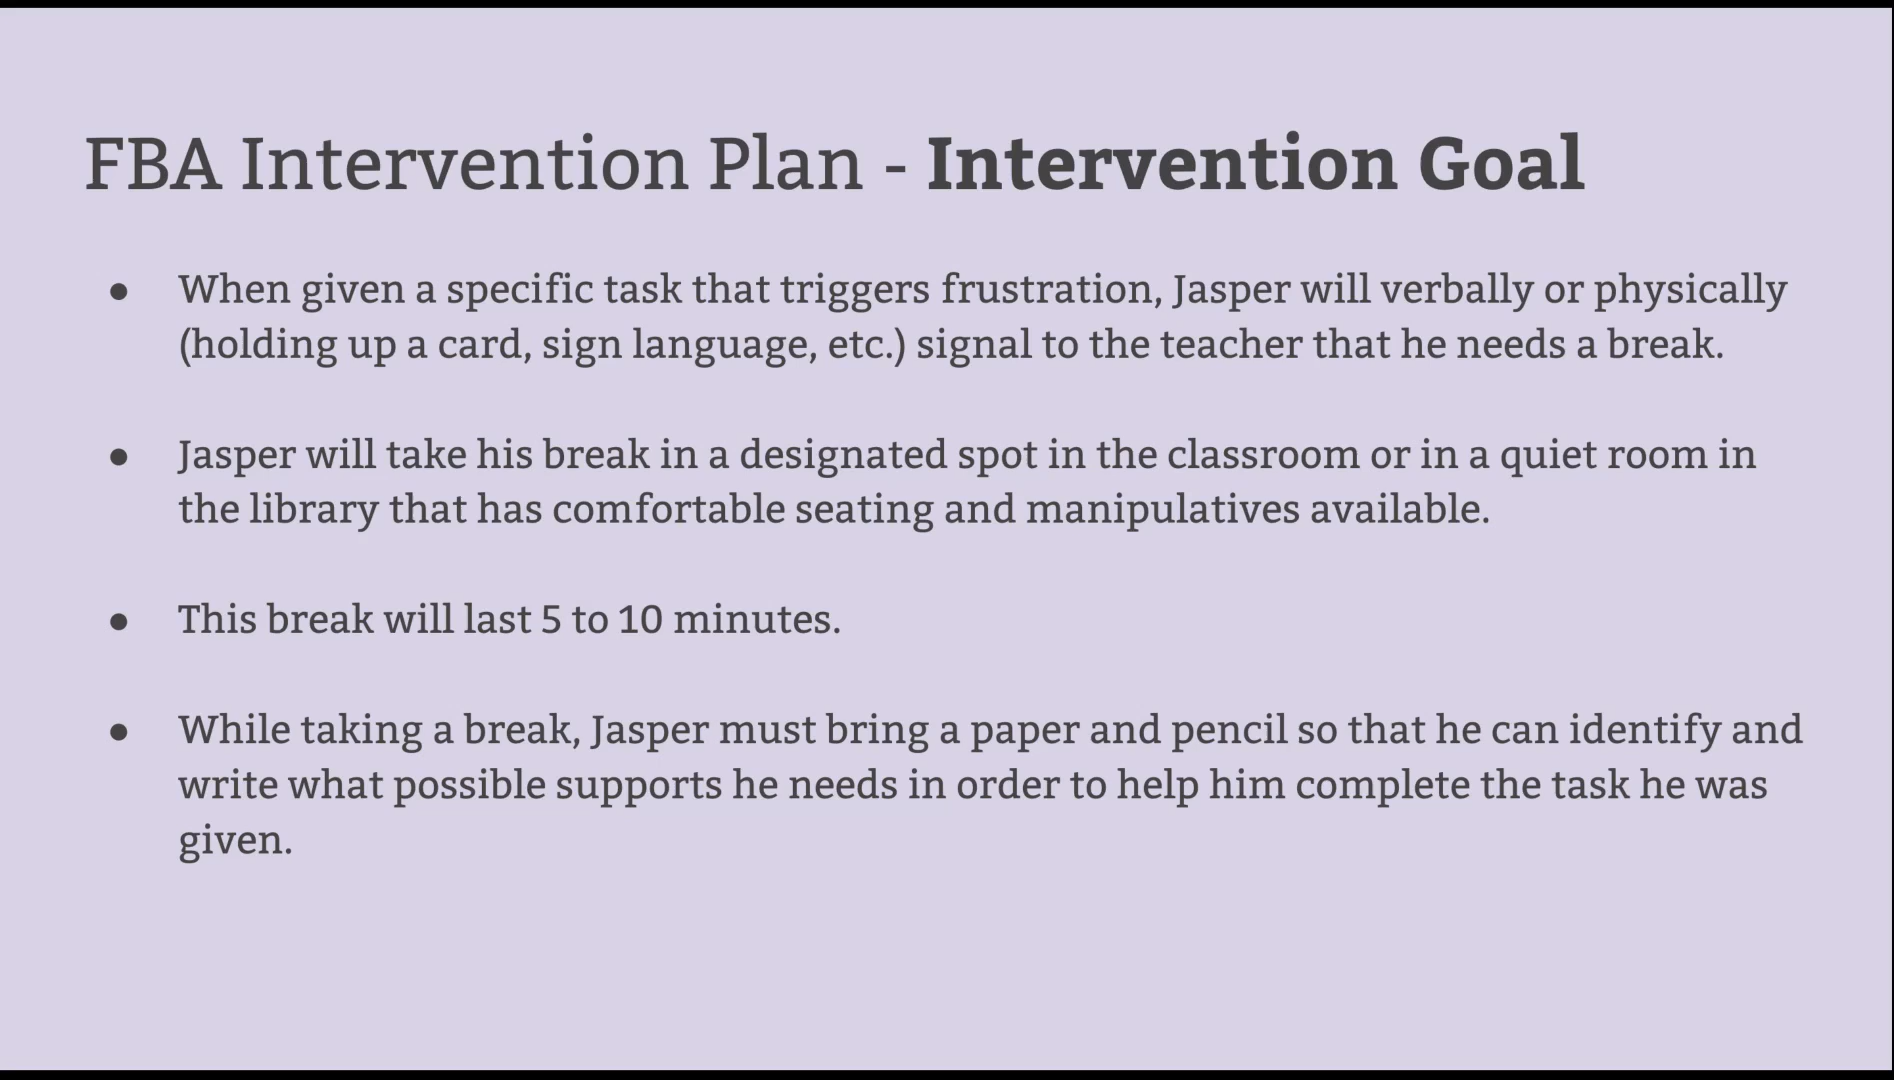 FBA Intervention Plan - Intervention Goal
● When given a specific task that triggers frustration, Jasper will verbally or physically
(holding up a card, sign language, etc.) signal to the teacher that he needs a break.
● Jasper will take his break in a designated spot in the classroom or in a quiet room in
the library that has comfortable seating and manipulatives available.
● This break will last 5 to 10 minutes.
● While taking a break, Jasper must bring a paper and pencil so that he can identify and
write what possible supports he needs in order to help him complete the task he was
given.